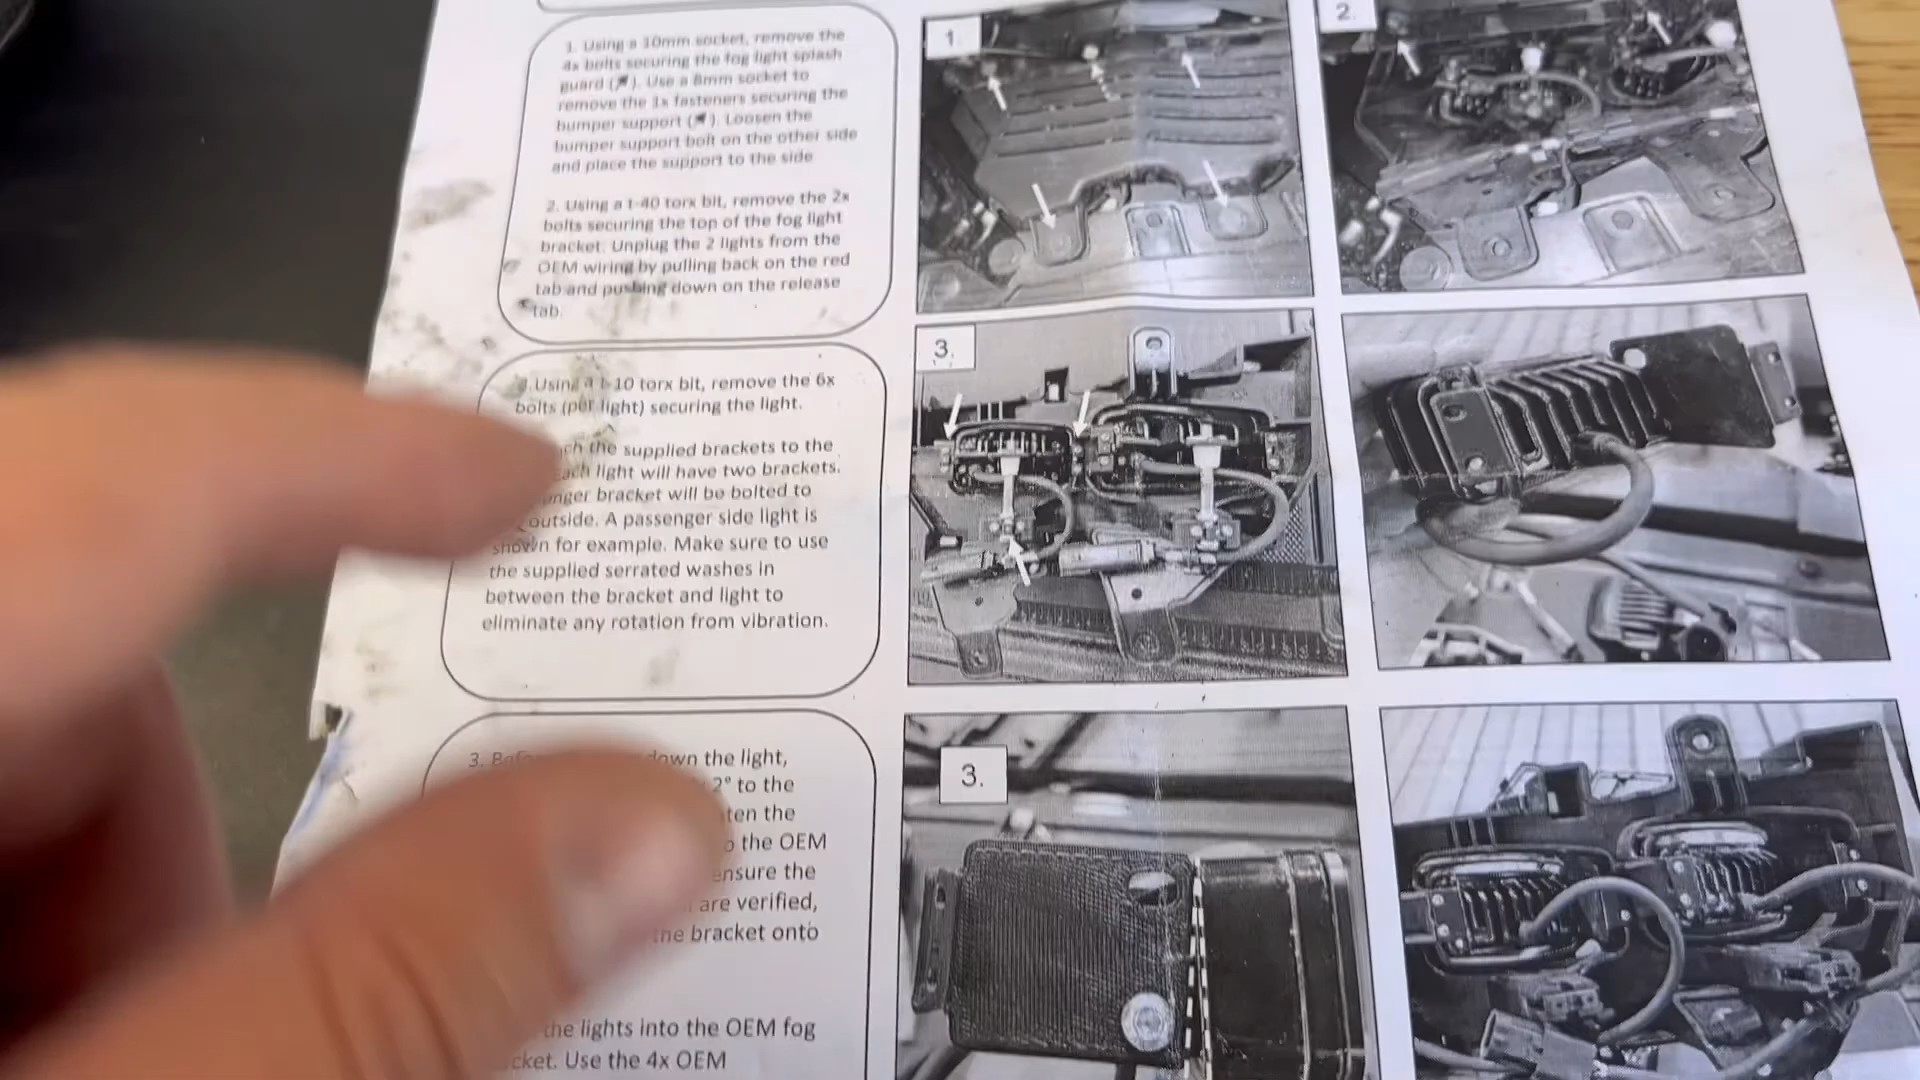 1. Using a 10mm socket, remove the
4x bolts securing the fog light splash
guard ( ). Use a 8mm socket to
remove the 1x fasteners securing the
bumper support ( ). Loosen the
bumper support bolt on the other side
and place the support to the side
2. Using a t-40 torx bit, remove the 2x
bolts securing the top of the fog light
bracket. Unplug the 2 lights from the
OEM wiring by pulling back on the red
tab and pushing down on the release
tab.
Using a t-10 torx bit, remove the 6x
bolts (per light) securing the light.
the supplied brackets to the
light will have two brackets.
bracket will be bolted to
outside. A passenger side light is
shown for example. Make sure to use
the supplied serrated washes in
between the bracket and light to
eliminate any rotation from vibration.
3. down the light,
2° to the
the
the OEM
ensure the
are verified,
the bracket onto
the lights into the OEM fog
Use the 4x OEM
1.
2.
3.
3.